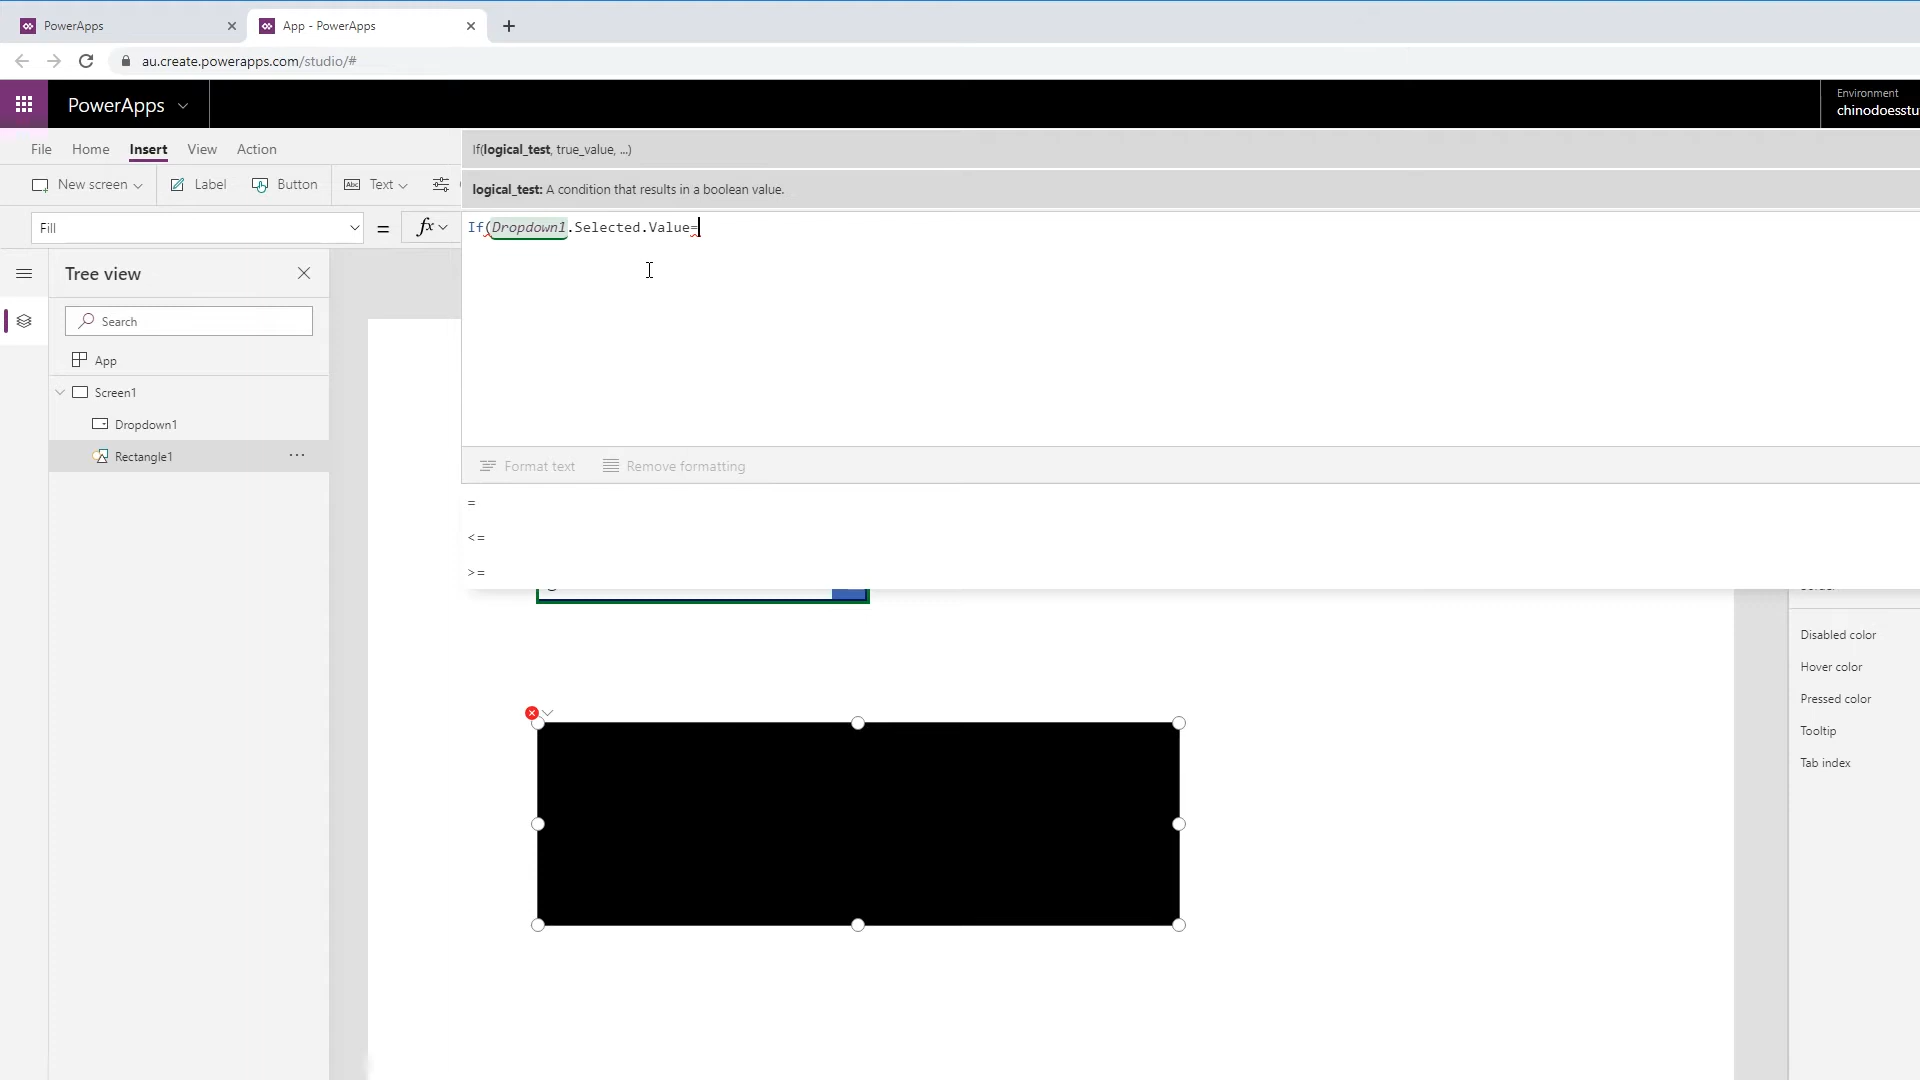 PowerApps
App - PowerApps
au.create.powerapps.com/studio/#
PowerApps
Environment
chinodoesstu
File Home Insert View Action
If(logical_test, true_value, ...)
New screen Label Button Text
logical_test: A condition that results in a boolean value.
Fill = fx If(Dropdown1.Selected.Value=
Tree view
Search
App
Screen1
Dropdown1
Rectangle1
Format text Remove formatting
=
<=
>=
Disabled color
Hover color
Pressed color
Tooltip
Tab index